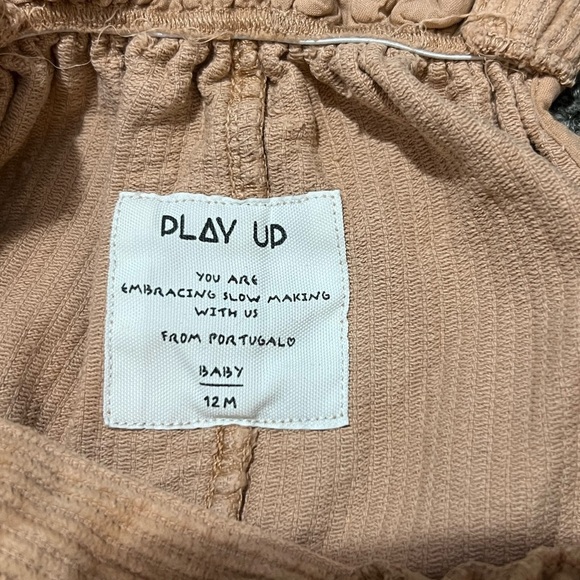 PLAY UP
YOU ARE
EMBRACING SLOW MAKING
WITH US
FROM PORTUGAL♡
BABY
12M